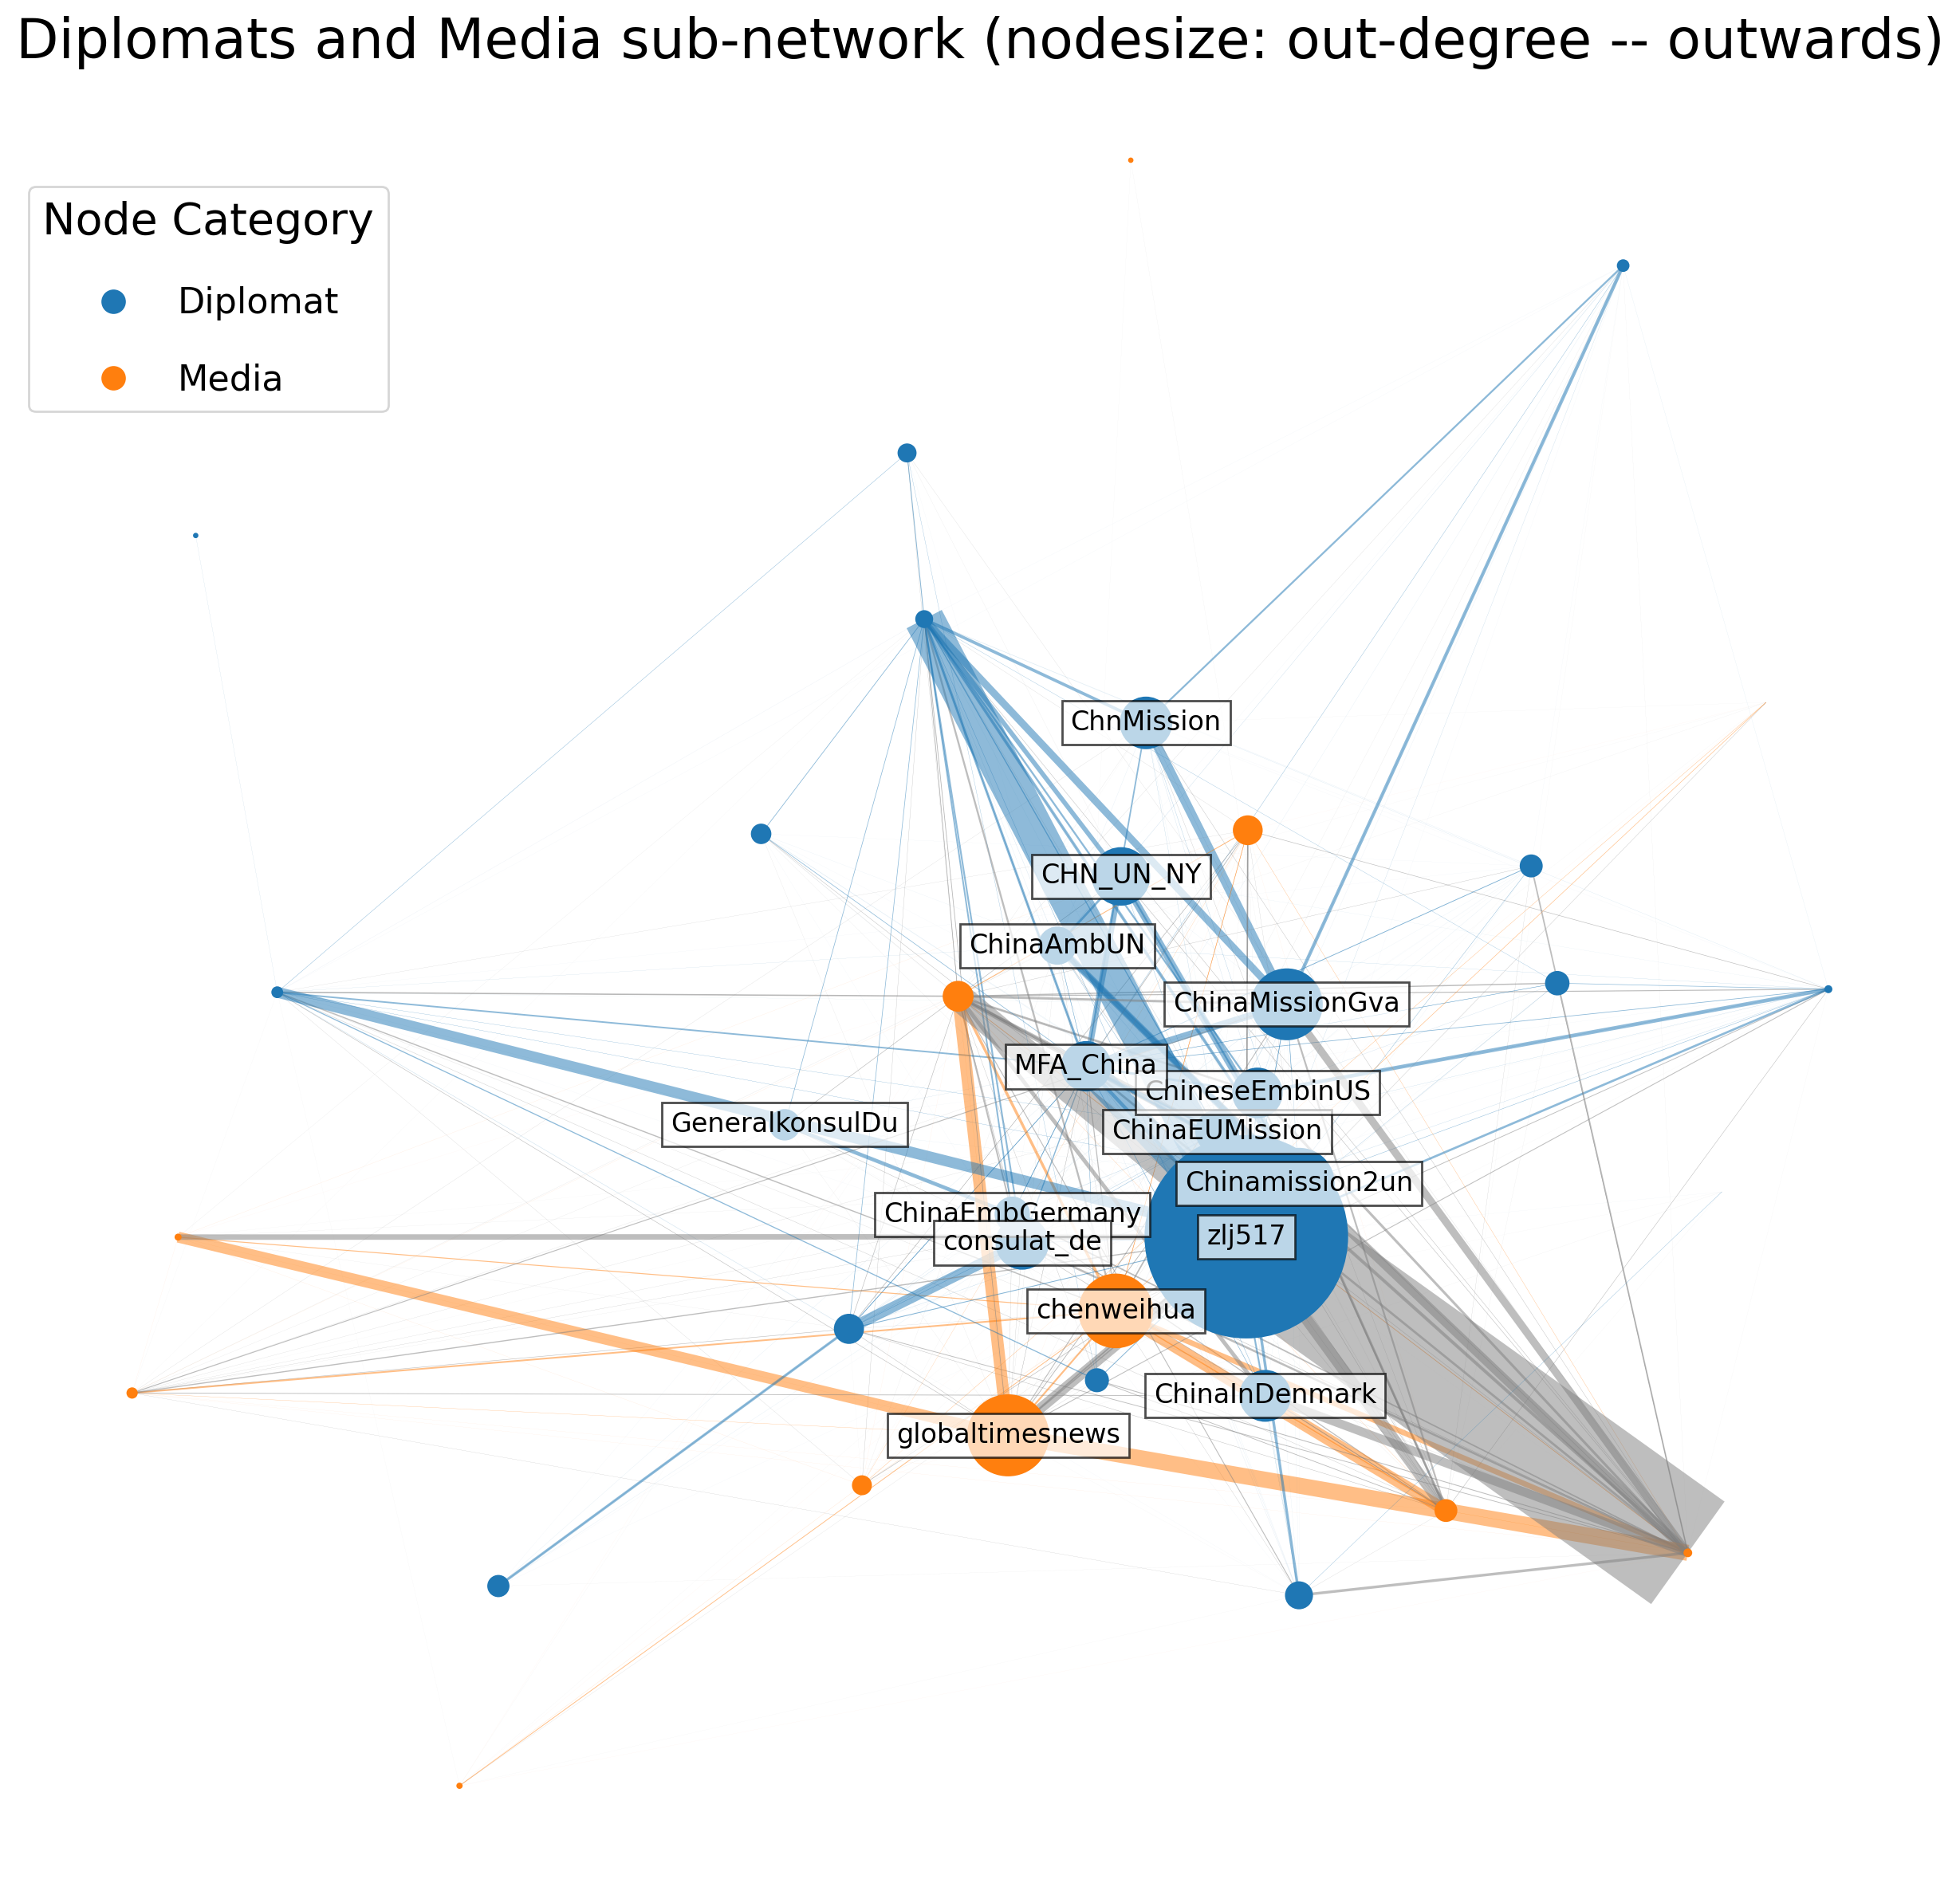 Diplomats and Media sub-network (nodesize: out-degree -- outwards)
Node Category
Diplomat
Media
ChnMission
CHN_UN_NY
ChinaAmbUN
ChinaMissionGva
MFA_China
ChineseEmbinUS
GeneralkonsulDu
ChinaEUMission
Chinamission2un
ChinaEmbGermany
zlj517
consulat_de
chenweihua
ChinaInDenmark
globaltimesnews